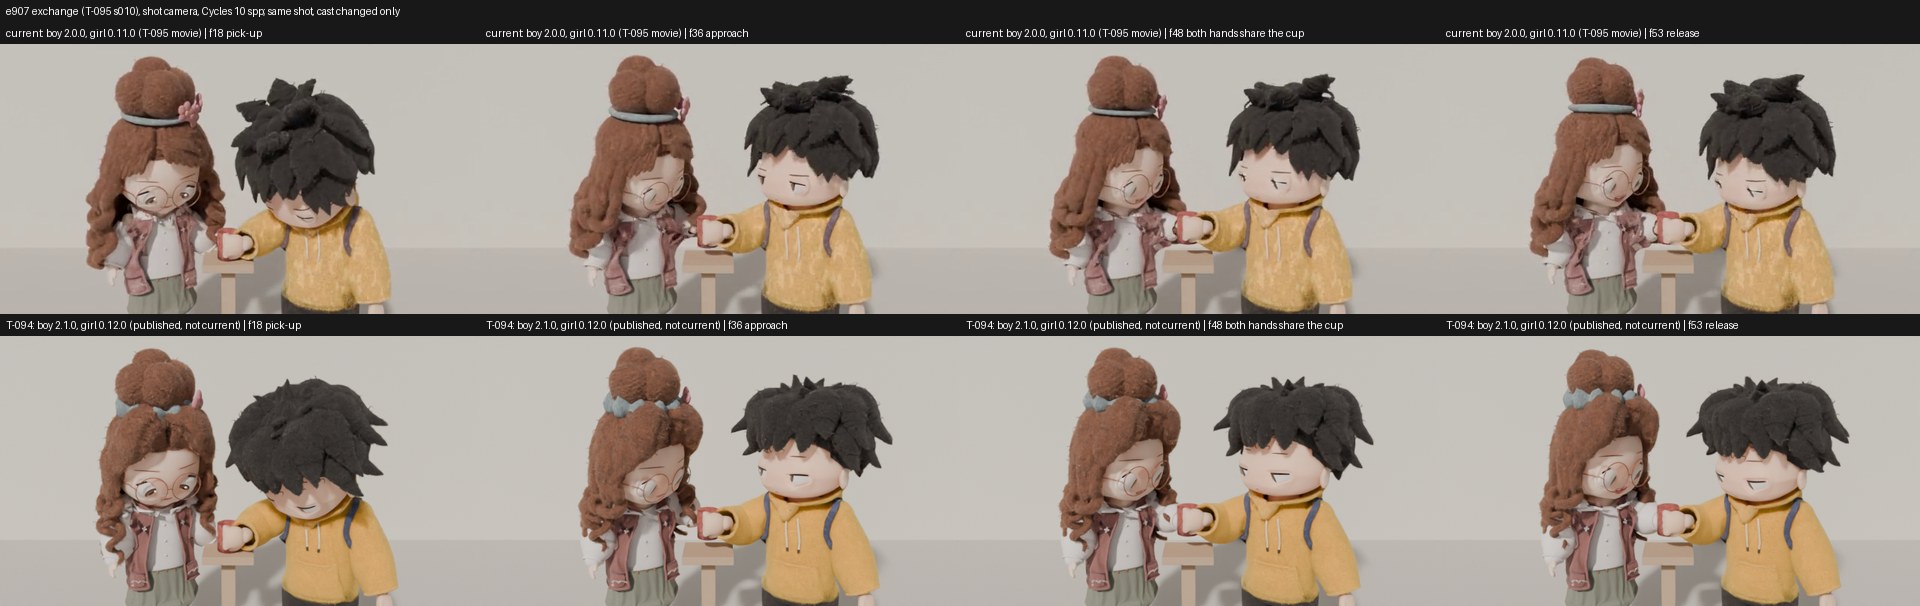 e907 exchange (T-095 s010), shot camera, Cycles 10 spp; same shot, cast changed only
current: boy 2.0.0, girl 0.11.0 (T-095 movie) | f18 pick-up
current: boy 2.0.0, girl 0.11.0 (T-095 movie) | f36 approach
current: boy 2.0.0, girl 0.11.0 (T-095 movie) | f48 both hands share the cup
current: boy 2.0.0, girl 0.11.0 (T-095 movie) | f53 release
T-094: boy 2.1.0, girl 0.12.0 (published, not current) | f18 pick-up
T-094: boy 2.1.0, girl 0.12.0 (published, not current) | f36 approach
T-094: boy 2.1.0, girl 0.12.0 (published, not current) | f48 both hands share the cup
T-094: boy 2.1.0, girl 0.12.0 (published, not current) | f53 release